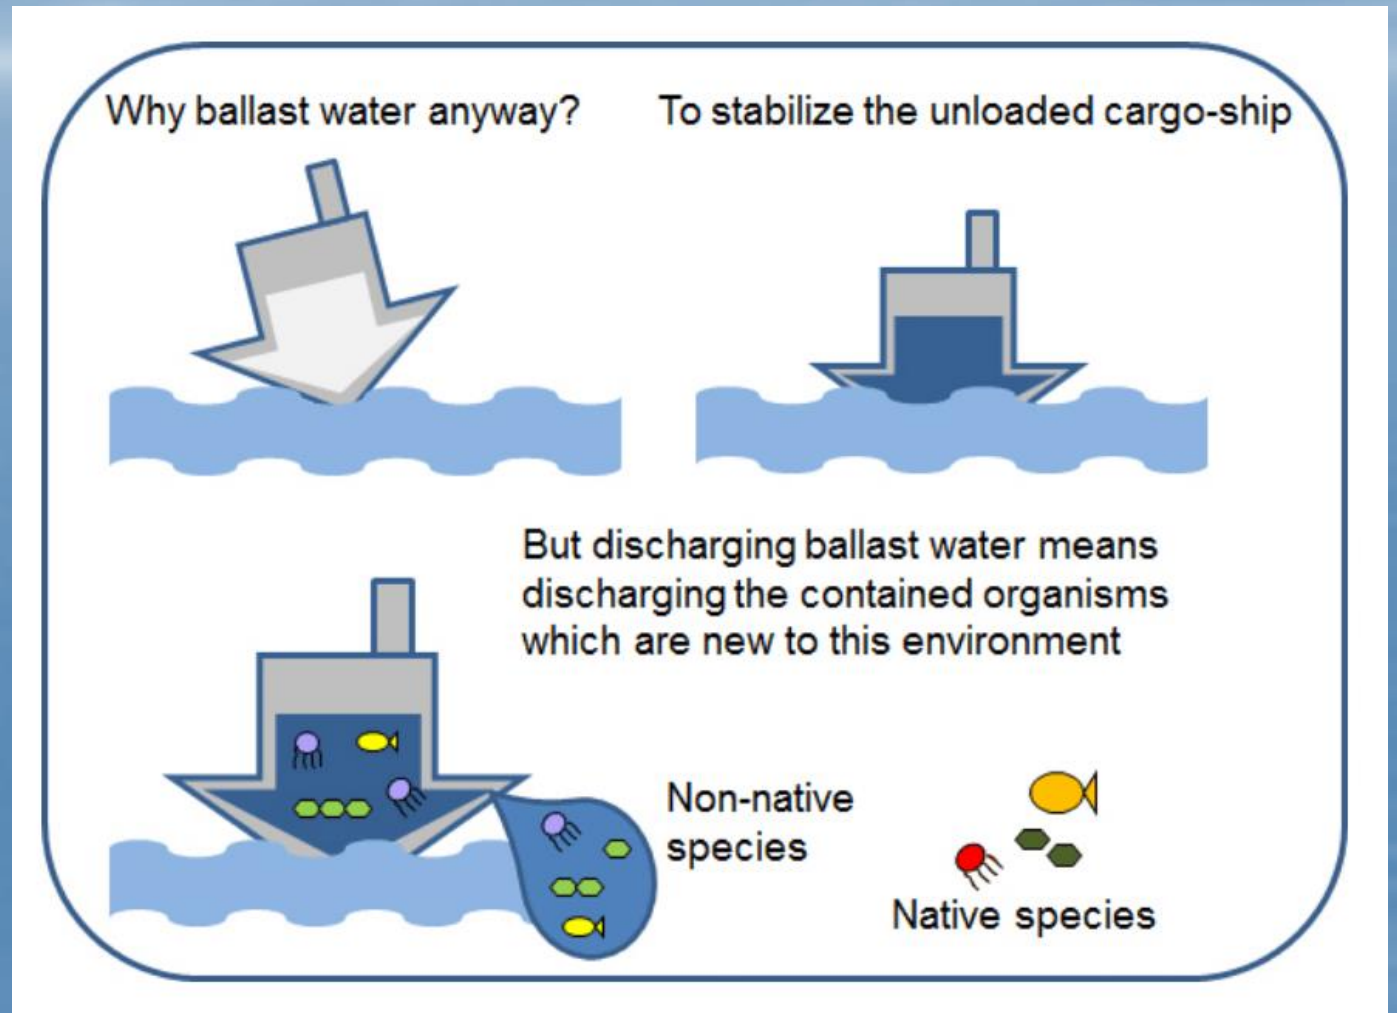 Why ballast water anyway?
To stabilize the unloaded cargo-ship
But discharging ballast water means
discharging the contained organisms
which are new to this environment
Non-native
species
Native species